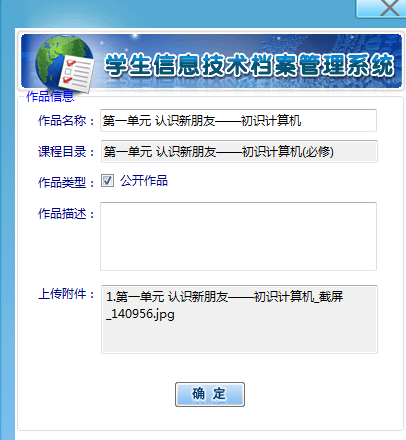 学生信息技术档案管理系统
作品信息
作品名称： 第一单元 认识新朋友——初识计算机
课程目录： 第一单元 认识新朋友——初识计算机(必修)
作品类型： 公开作品
作品描述：
上传附件： 1.第一单元 认识新朋友——初识计算机_截屏
_140956.jpg
确 定